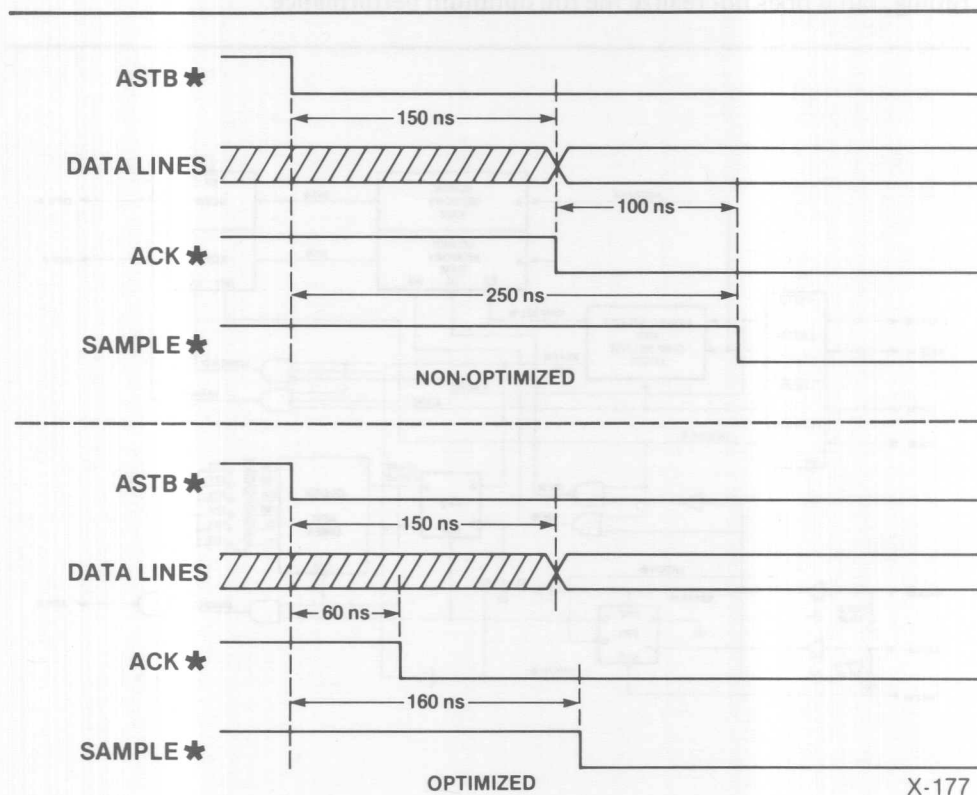 ASTB ★
150 ns
DATA LINES
100 ns
ACK ★
250 ns
SAMPLE ★
NON-OPTIMIZED
ASTB ★
150 ns
DATA LINES
60 ns
ACK ★
160 ns
SAMPLE ★
OPTIMIZED
X-177